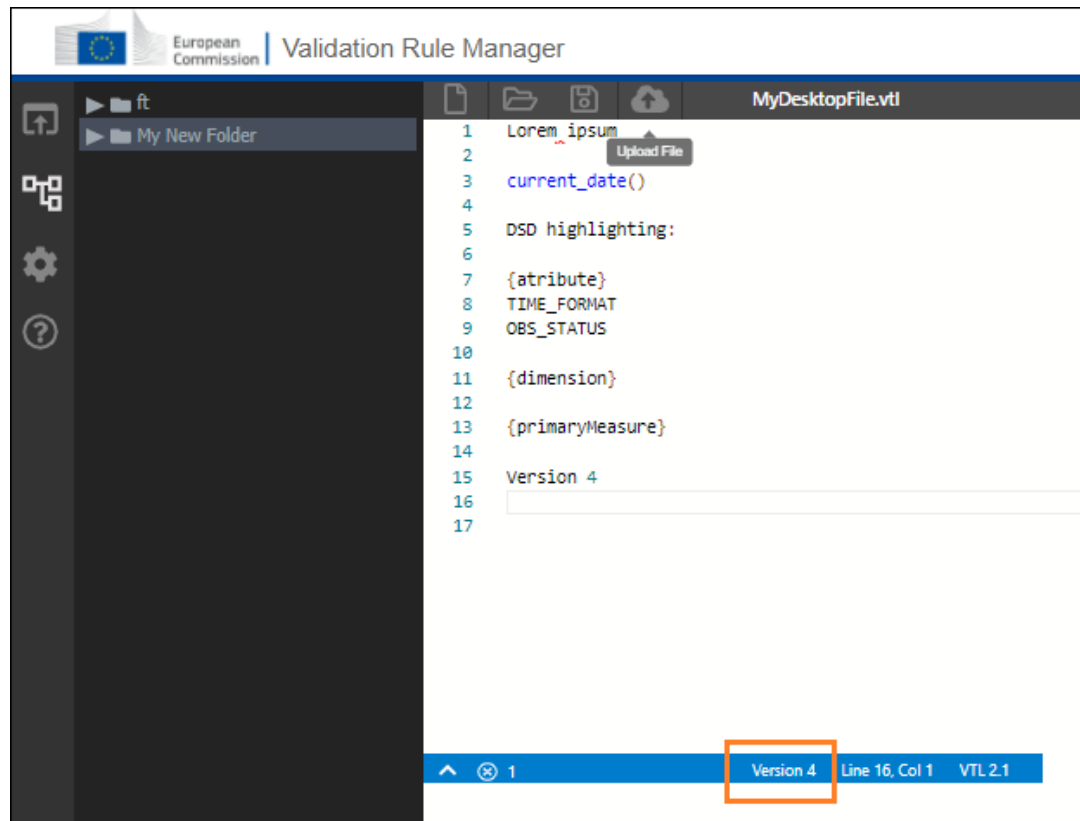 European
Commission
Validation Rule Manager
ft
My New Folder
MyDesktopFile.vtl
Upload File
1 Lorem ipsum
2
3 current_date()
4
5 DSD highlighting:
6
7 {atribute}
8 TIME_FORMAT
9 OBS_STATUS
10
11 {dimension}
12
13 {primaryMeasure}
14
15 Version 4
16
17
1 Version 4 Line 16, Col 1 VTL 2.1